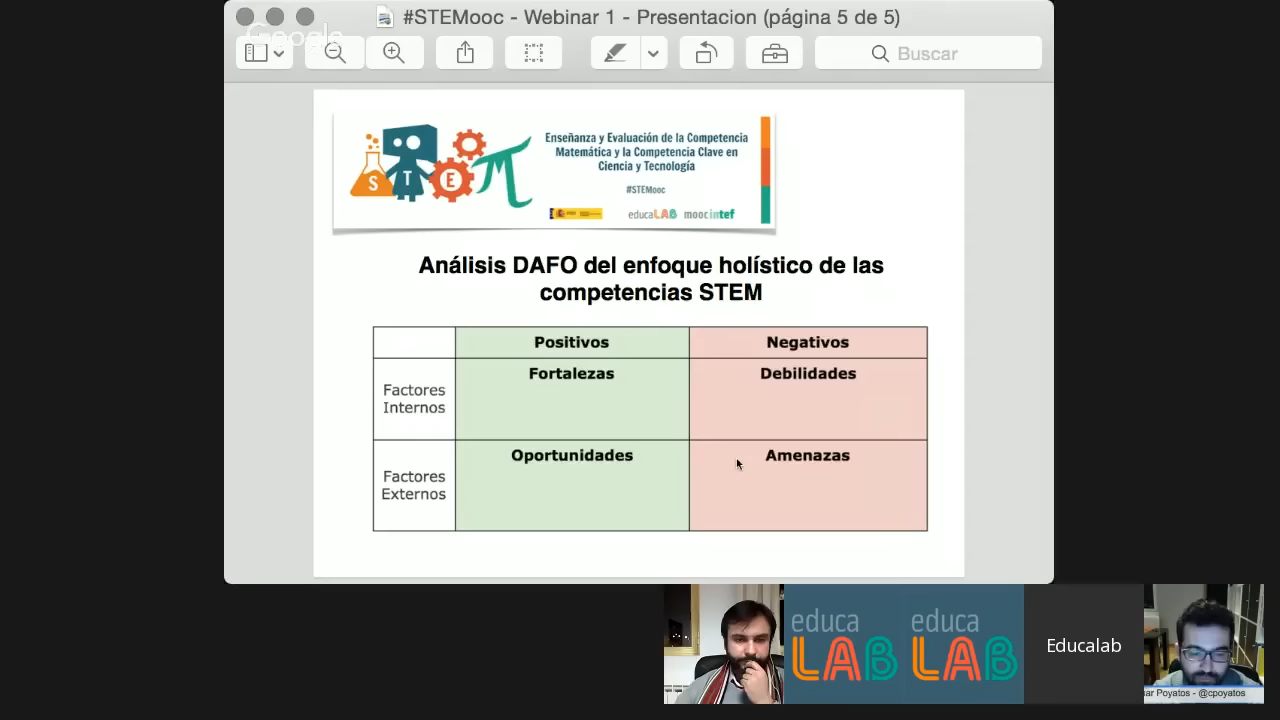 #STEMooc - Webinar 1 - Presentacion (página 5 de 5)
Google
Buscar
S T E M
Enseñanza y Evaluación de la Competencia
Matemática y la Competencia Clave en
Ciencia y Tecnología
#STEMooc
educaLAB moocintef
Análisis DAFO del enfoque holístico de las
competencias STEM
Positivos Negativos
Factores
Internos
Fortalezas Debilidades
Factores
Externos
Oportunidades Amenazas
educa
LAB
educa
LAB
Educalab
Poyatos - @cpoyatos